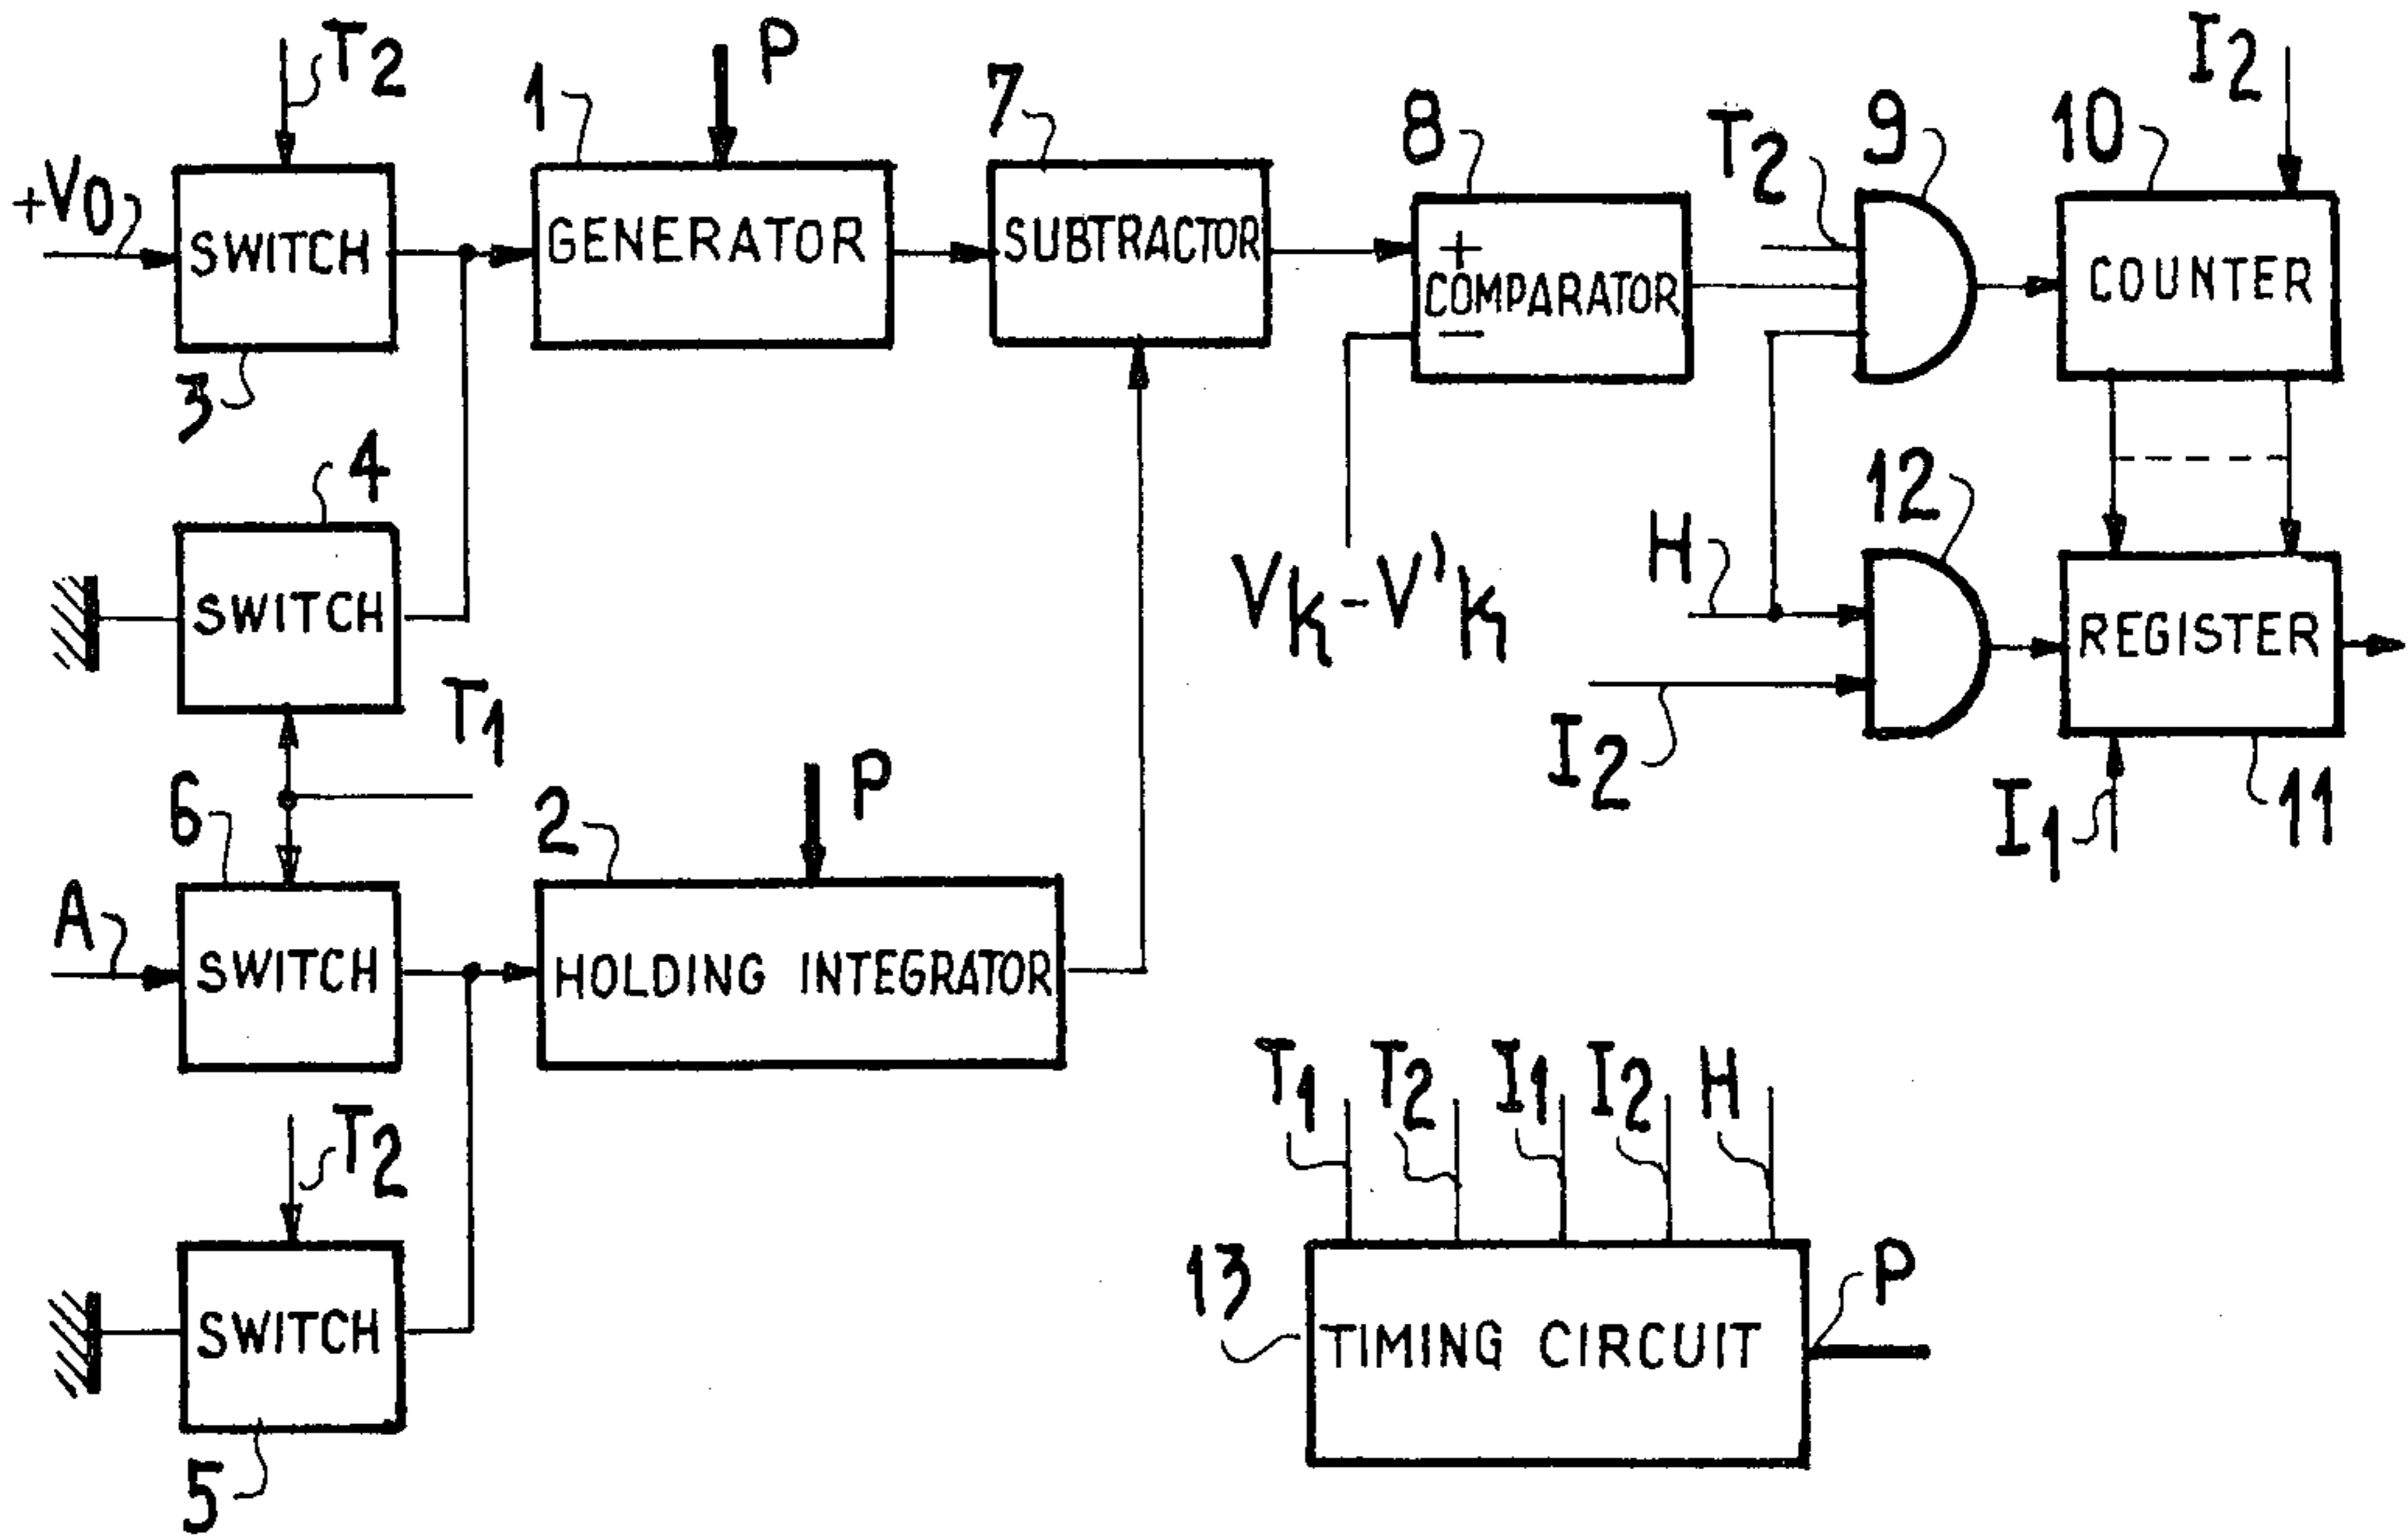 T2
P
I2
1
7
8
T2
9
10
+V0
SWITCH
GENERATOR
SUBTRACTOR
+
COMPARATOR
−
COUNTER
3
4
SWITCH
VK-V'K
H
12
REGISTER
T1
I2
I1
11
6
2
P
A
SWITCH
HOLDING INTEGRATOR
T2
T1
T2
I1
I2
H
SWITCH
13
TIMING CIRCUIT
P
5